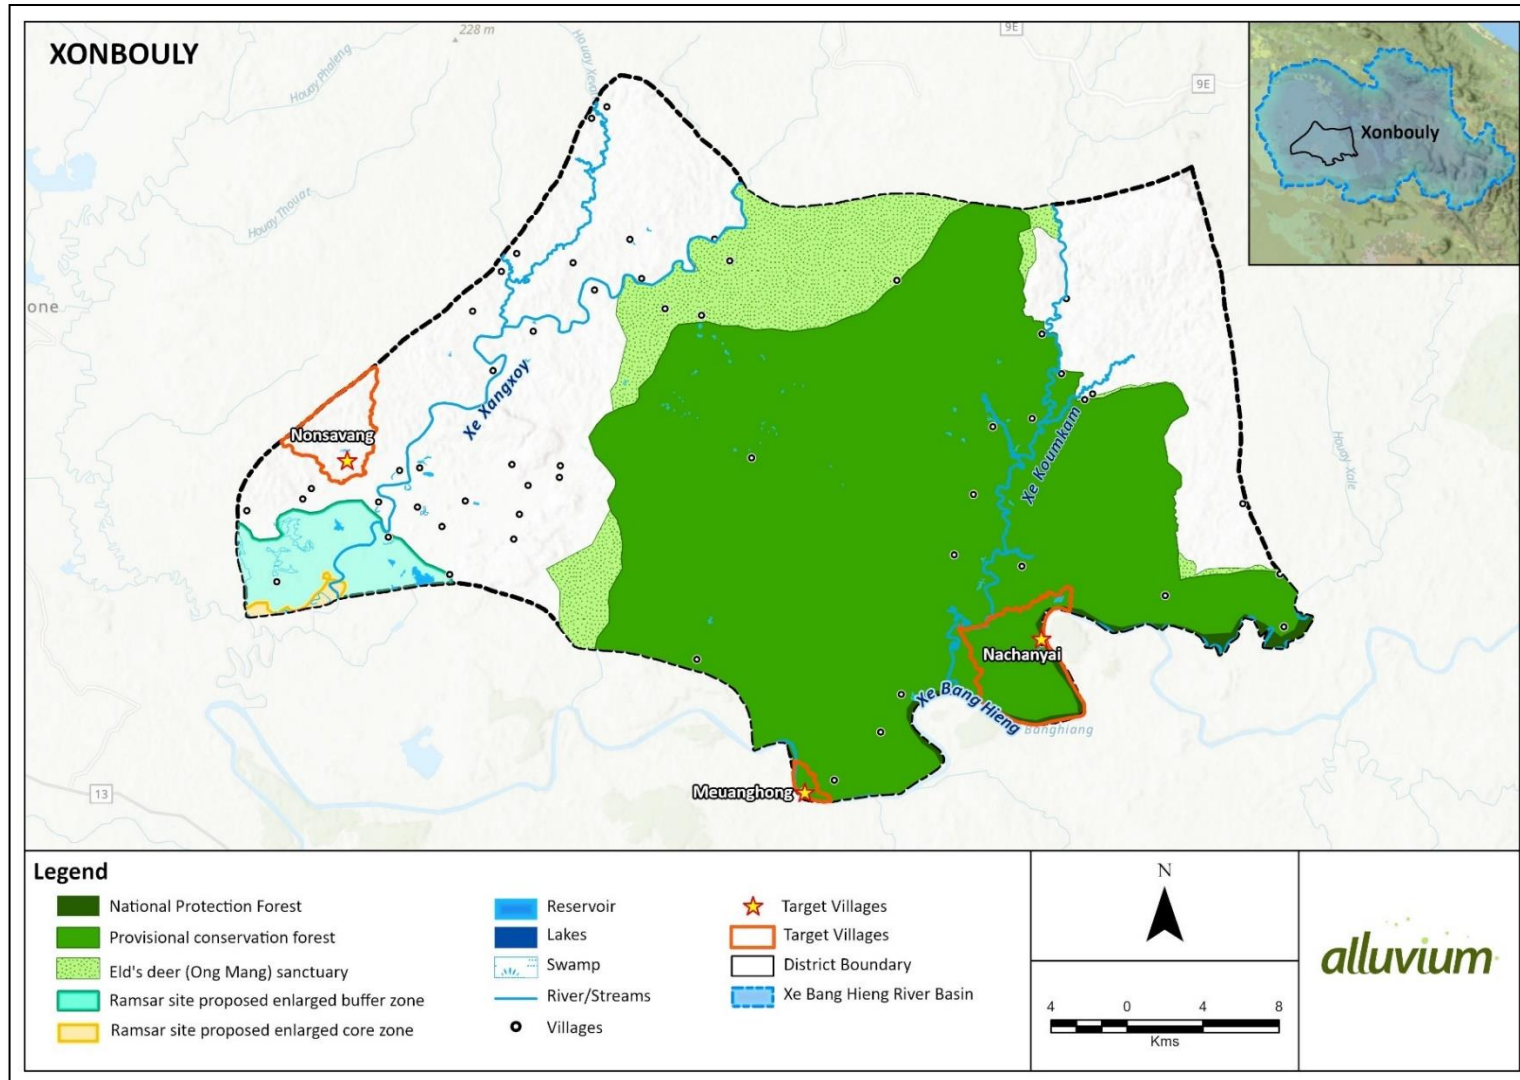 XONBOULY
228 m
Houay Phaleng
Houay Xevai
9E
9E
Xonbouly
Houay Thouat
one
Xe Xangxoy
Nonsavang
Xe Koumkam
Houay Xale
Nachanyai
Xe Bang Hieng
Banghiang
Meuanghong
13
Legend
National Protection Forest
Provisional conservation forest
Eld's deer (Ong Mang) sanctuary
Ramsar site proposed enlarged buffer zone
Ramsar site proposed enlarged core zone
Reservoir
Lakes
Swamp
River/Streams
Villages
Target Villages
Target Villages
District Boundary
Xe Bang Hieng River Basin
N
4 0 4 8
Kms
alluvium